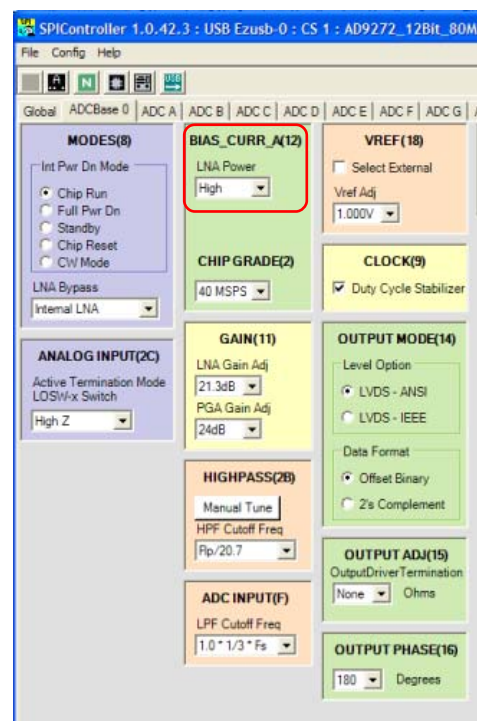 SPIController 1.0.42.3 : USB Ezusb-0 : CS 1 : AD9272_12Bit_80M
File Config Help
Global ADCBase 0 ADC A ADC B ADC C ADC D ADC E ADC F ADC G
MODES(8)
Int Pwr Dn Mode
Chip Run
Full Pwr Dn
Standby
Chip Reset
CW Mode
LNA Bypass
Internal LNA
ANALOG INPUT(2C)
Active Termination Mode
LOSW-x Switch
High Z
BIAS_CURR_A(12)
LNA Power
High
CHIP GRADE(2)
40 MSPS
GAIN(11)
LNA Gain Adj
21.3dB
PGA Gain Adj
24dB
HIGHPASS(2B)
Manual Tune
HPF Cutoff Freq
Rp/20.7
ADC INPUT(F)
LPF Cutoff Freq
1.0 * 1/3 * Fs
VREF(18)
Select External
Vref Adj
1.000V
CLOCK(9)
Duty Cycle Stabilizer
OUTPUT MODE(14)
Level Option
LVDS - ANSI
LVDS - IEEE
Data Format
Offset Binary
2's Complement
OUTPUT ADJ(15)
OutputDriverTermination
None Ohms
OUTPUT PHASE(16)
180 Degrees